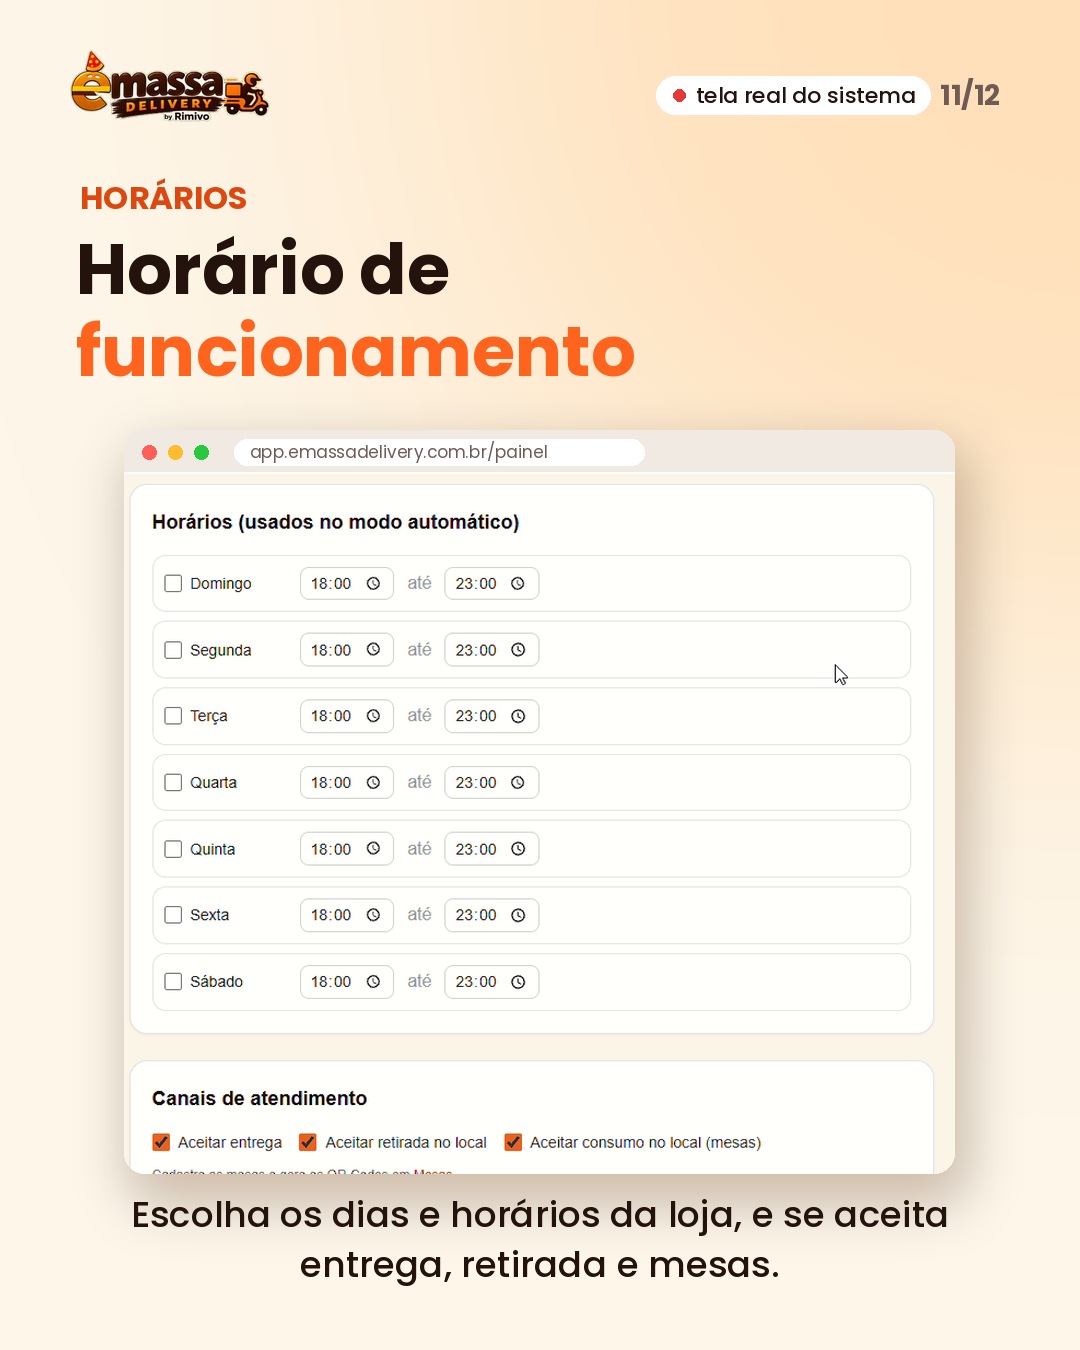 êmassa
DELIVERY
by Rimivo
tela real do sistema 11/12
HORÁRIOS
Horário de
funcionamento
app.emassadelivery.com.br/painel
Horários (usados no modo automático)
Domingo 18:00 até 23:00
Segunda 18:00 até 23:00
Terça 18:00 até 23:00
Quarta 18:00 até 23:00
Quinta 18:00 até 23:00
Sexta 18:00 até 23:00
Sábado 18:00 até 23:00
Canais de atendimento
Aceitar entrega Aceitar retirada no local Aceitar consumo no local (mesas)
Escolha os dias e horários da loja, e se aceita
entrega, retirada e mesas.